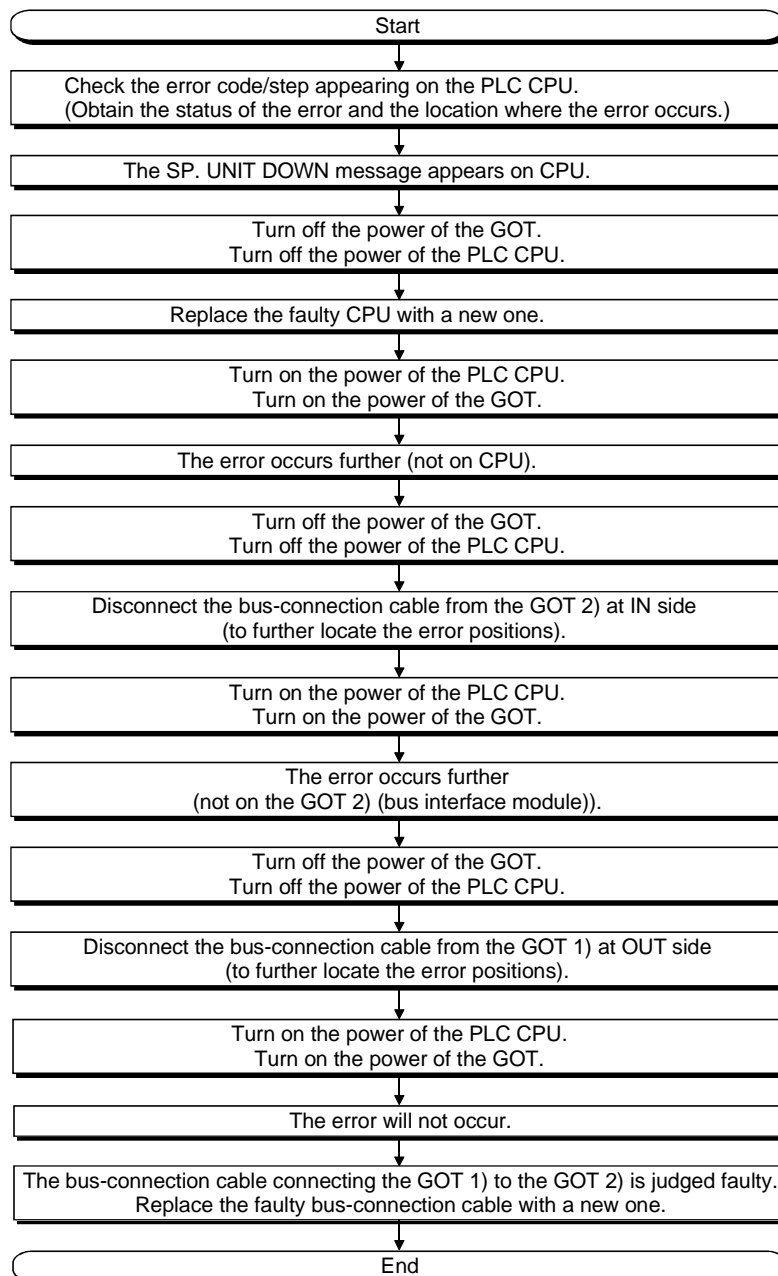 Start
Check the error code/step appearing on the PLC CPU.
(Obtain the status of the error and the location where the error occurs.)
The SP. UNIT DOWN message appears on CPU.
Turn off the power of the GOT.
Turn off the power of the PLC CPU.
Replace the faulty CPU with a new one.
Turn on the power of the PLC CPU.
Turn on the power of the GOT.
The error occurs further (not on CPU).
Turn off the power of the GOT.
Turn off the power of the PLC CPU.
Disconnect the bus-connection cable from the GOT 2) at IN side
(to further locate the error positions).
Turn on the power of the PLC CPU.
Turn on the power of the GOT.
The error occurs further
(not on the GOT 2) (bus interface module)).
Turn off the power of the GOT.
Turn off the power of the PLC CPU.
Disconnect the bus-connection cable from the GOT 1) at OUT side
(to further locate the error positions).
Turn on the power of the PLC CPU.
Turn on the power of the GOT.
The error will not occur.
The bus-connection cable connecting the GOT 1) to the GOT 2) is judged faulty.
Replace the faulty bus-connection cable with a new one.
End